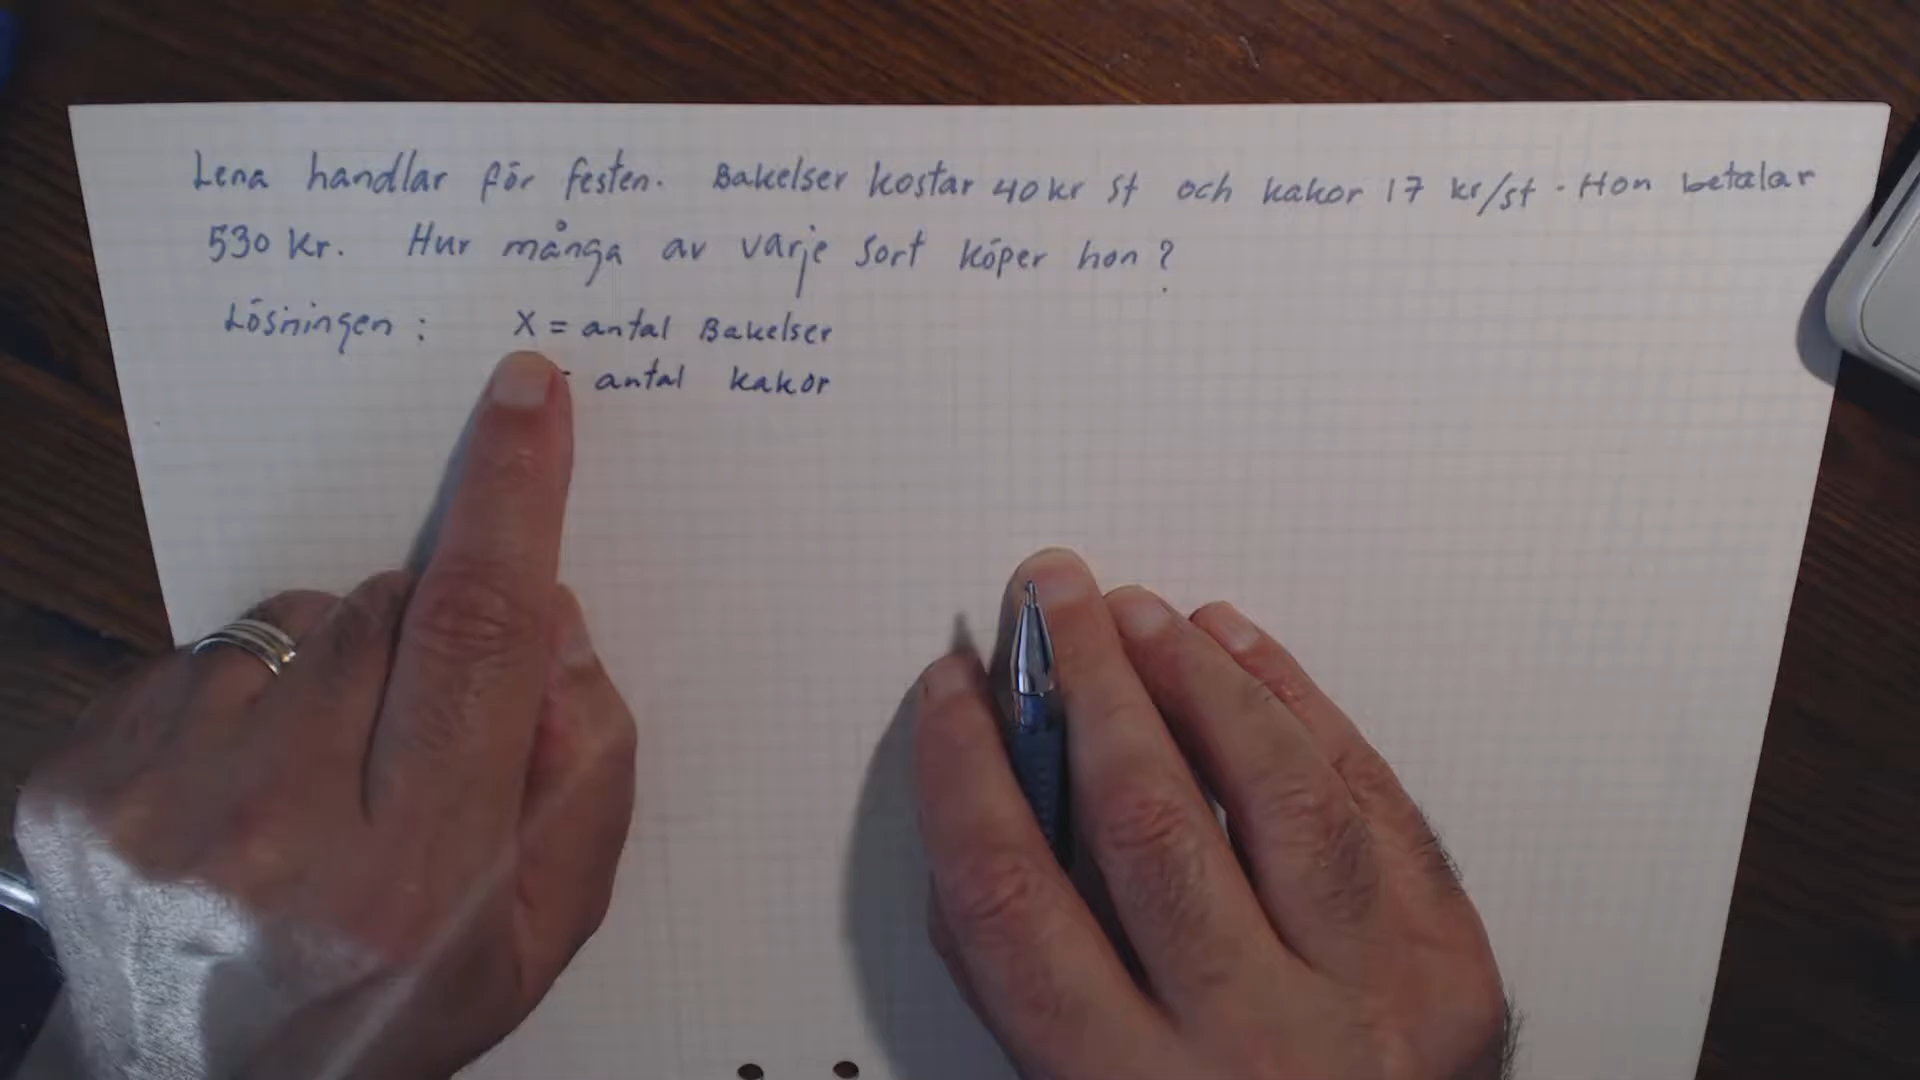 Lena handlar för festen. Bakelser kostar 40 kr st och kakor 17 kr/st. Hon betalar
530 kr. Hur många av varje sort köper hon?
Lösningen: X = antal Bakelser
= antal kakor